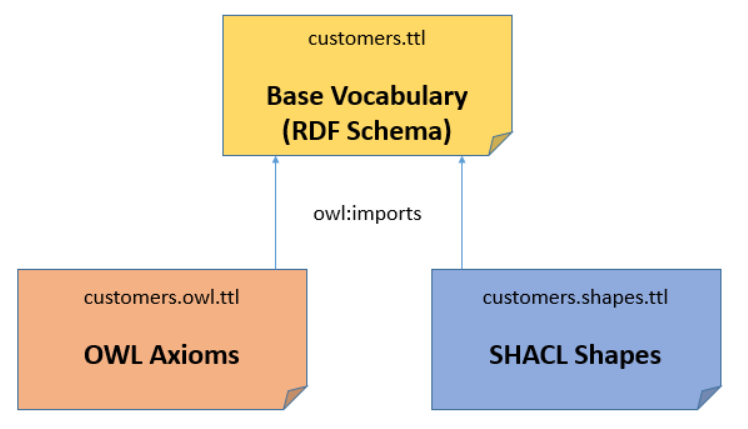 customers.ttl
Base Vocabulary
(RDF Schema)
owl:imports
customers.owl.ttl
OWL Axioms
customers.shapes.ttl
SHACL Shapes